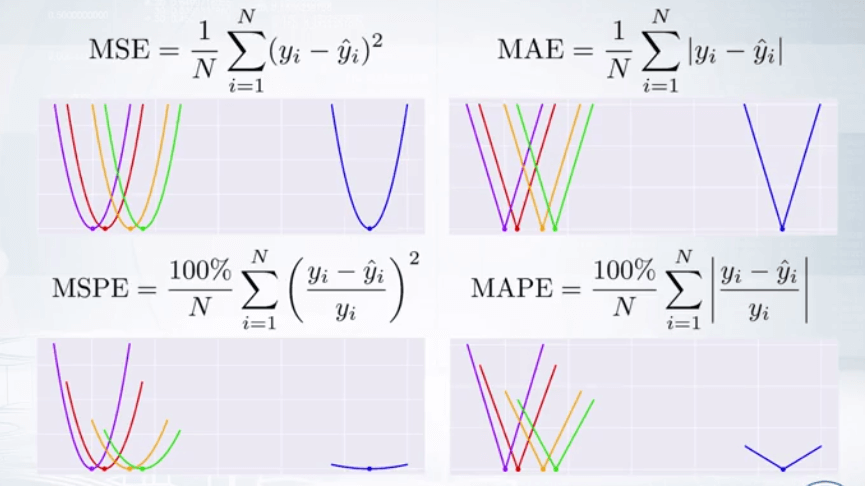 MSE = \frac{1}{N} \sum_{i=1}^{N} (y_i - \hat{y}_i)^2
MAE = \frac{1}{N} \sum_{i=1}^{N} |y_i - \hat{y}_i|
MSPE = \frac{100\%}{N} \sum_{i=1}^{N} \left( \frac{y_i - \hat{y}_i}{y_i} \right)^2
MAPE = \frac{100\%}{N} \sum_{i=1}^{N} \left| \frac{y_i - \hat{y}_i}{y_i} \right|